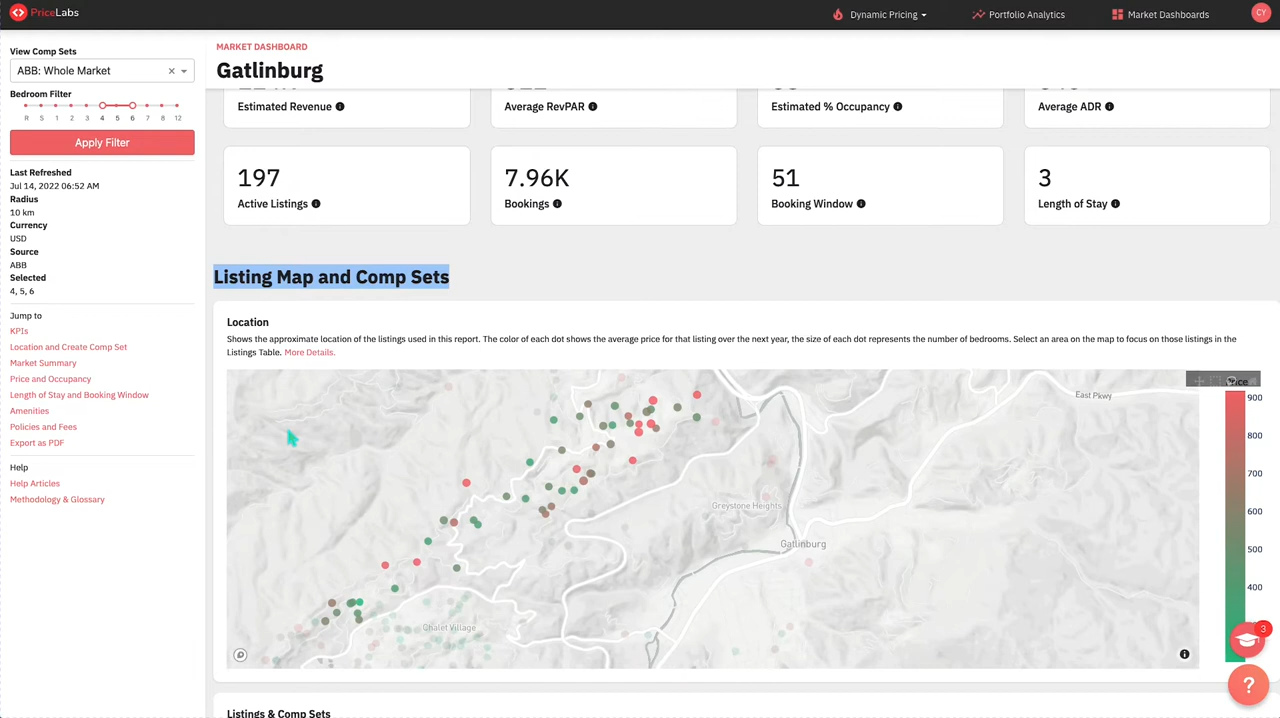 PriceLabs
Dynamic Pricing
Portfolio Analytics
Market Dashboards
CY
View Comp Sets
ABB: Whole Market
Bedroom Filter
R S 1 2 3 4 5 6 7 8 12
Apply Filter
Last Refreshed
Jul 14, 2022 06:52 AM
Radius
10 km
Currency
USD
Source
ABB
Selected
4, 5, 6
Jump to
KPIs
Location and Create Comp Set
Market Summary
Price and Occupancy
Length of Stay and Booking Window
Amenities
Policies and Fees
Export as PDF
Help
Help Articles
Methodology & Glossary
MARKET DASHBOARD
Gatlinburg
Estimated Revenue
Average RevPAR
Estimated % Occupancy
Average ADR
197
Active Listings
7.96K
Bookings
51
Booking Window
3
Length of Stay
Listing Map and Comp Sets
Location
Shows the approximate location of the listings used in this report. The color of each dot shows the average price for that listing over the next year, the size of each dot represents the number of bedrooms. Select an area on the map to focus on those listings in the
Listings Table. More Details.
East Pkwy
Greystone Heights
Gatlinburg
Chalet Village
Price
900
800
700
600
500
400
3
?
Listings & Comp Sets